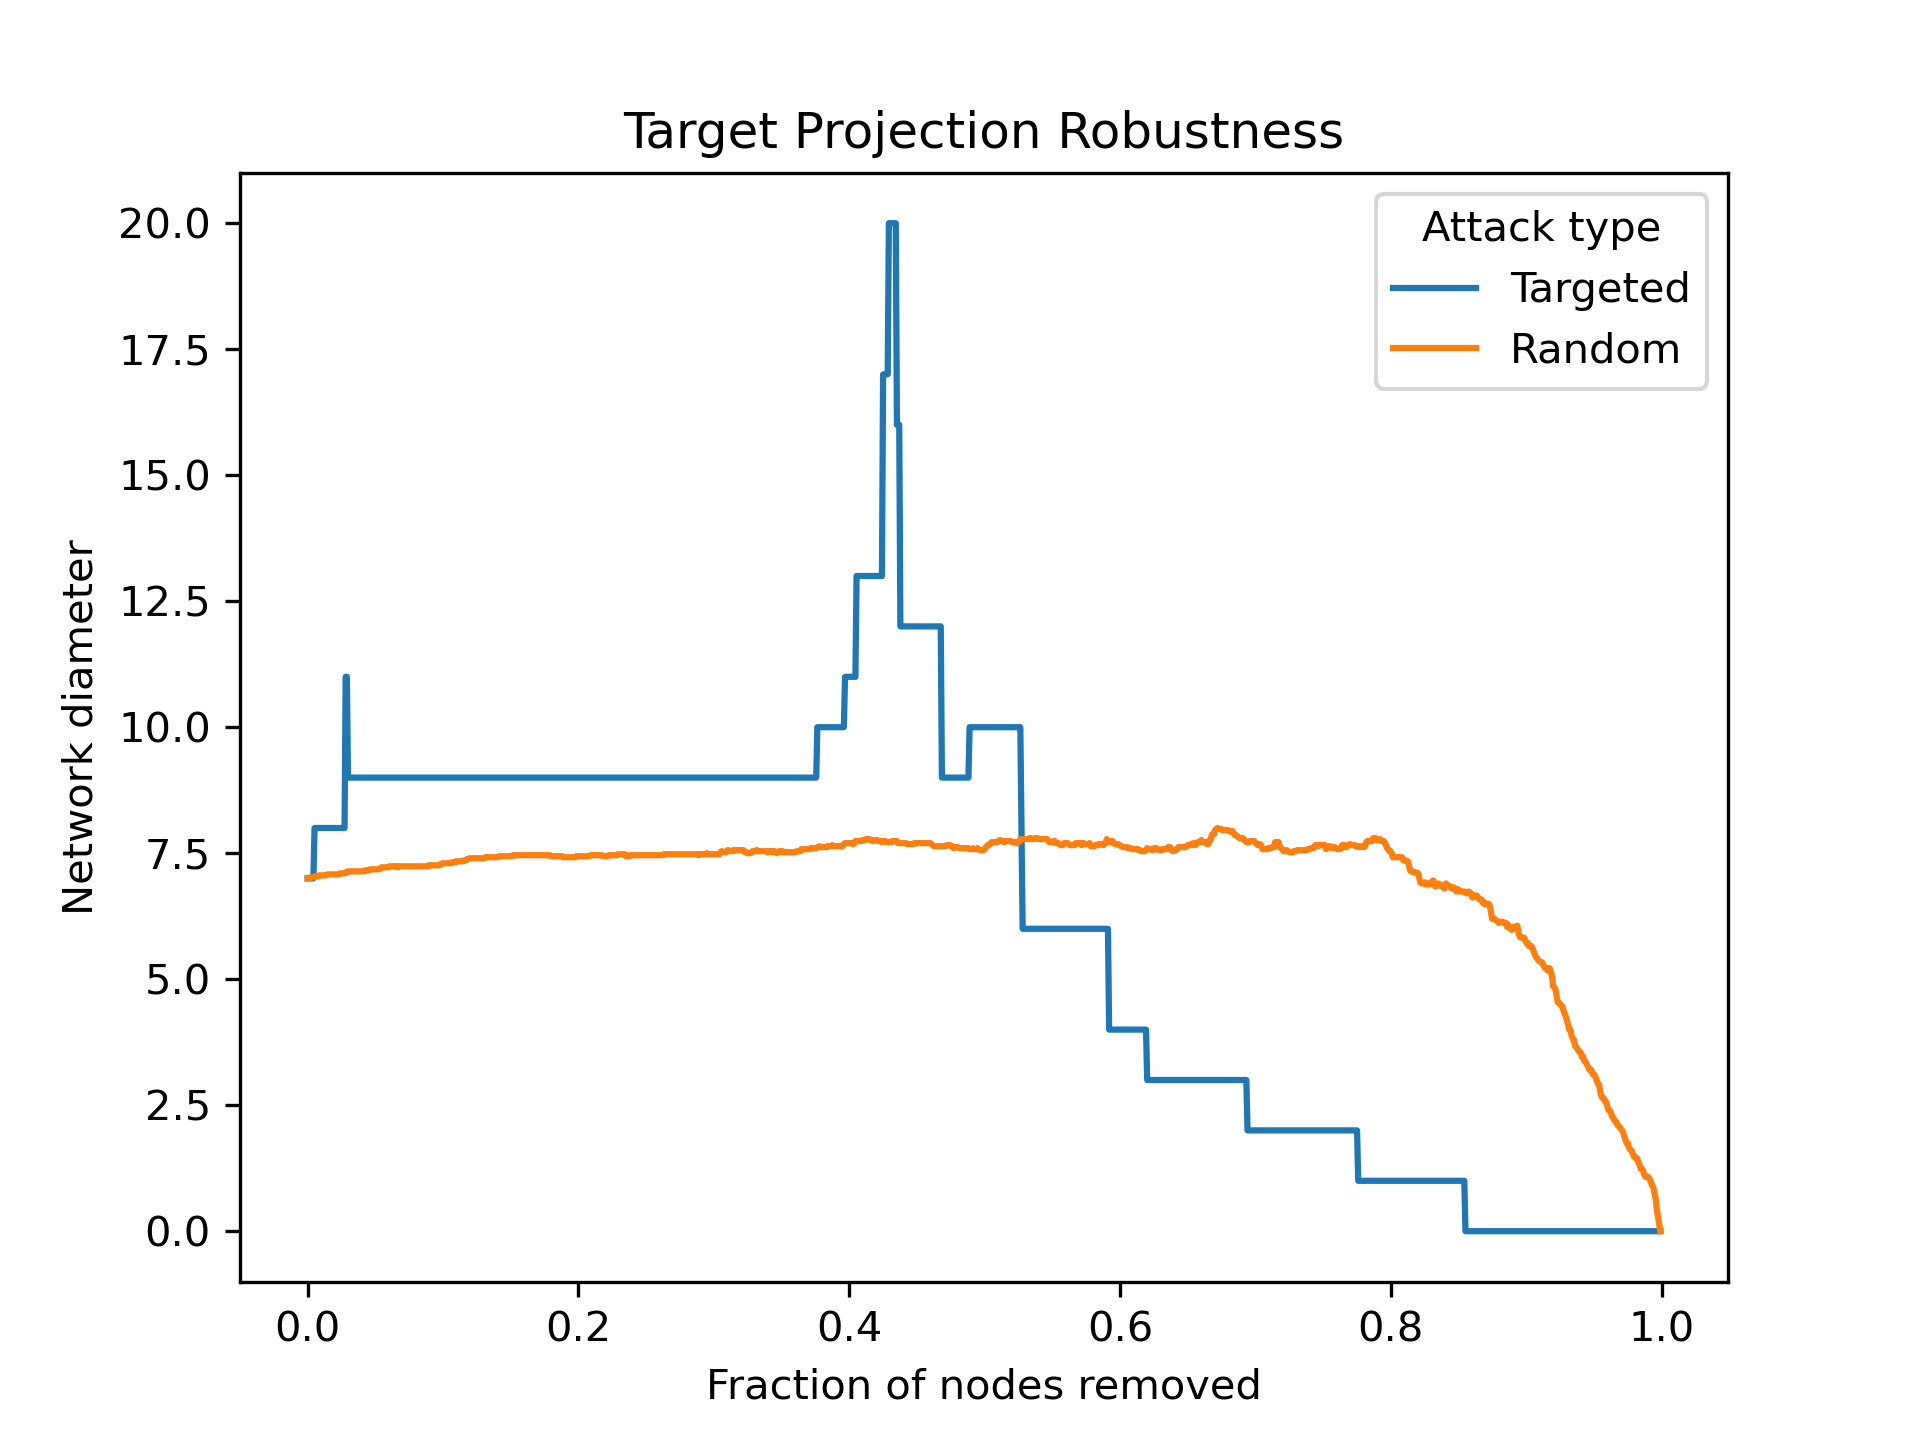 Target Projection Robustness
Attack type
Targeted
Random
Network diameter
20.0
17.5
15.0
12.5
10.0
7.5
5.0
2.5
0.0
0.0 0.2 0.4 0.6 0.8 1.0
Fraction of nodes removed